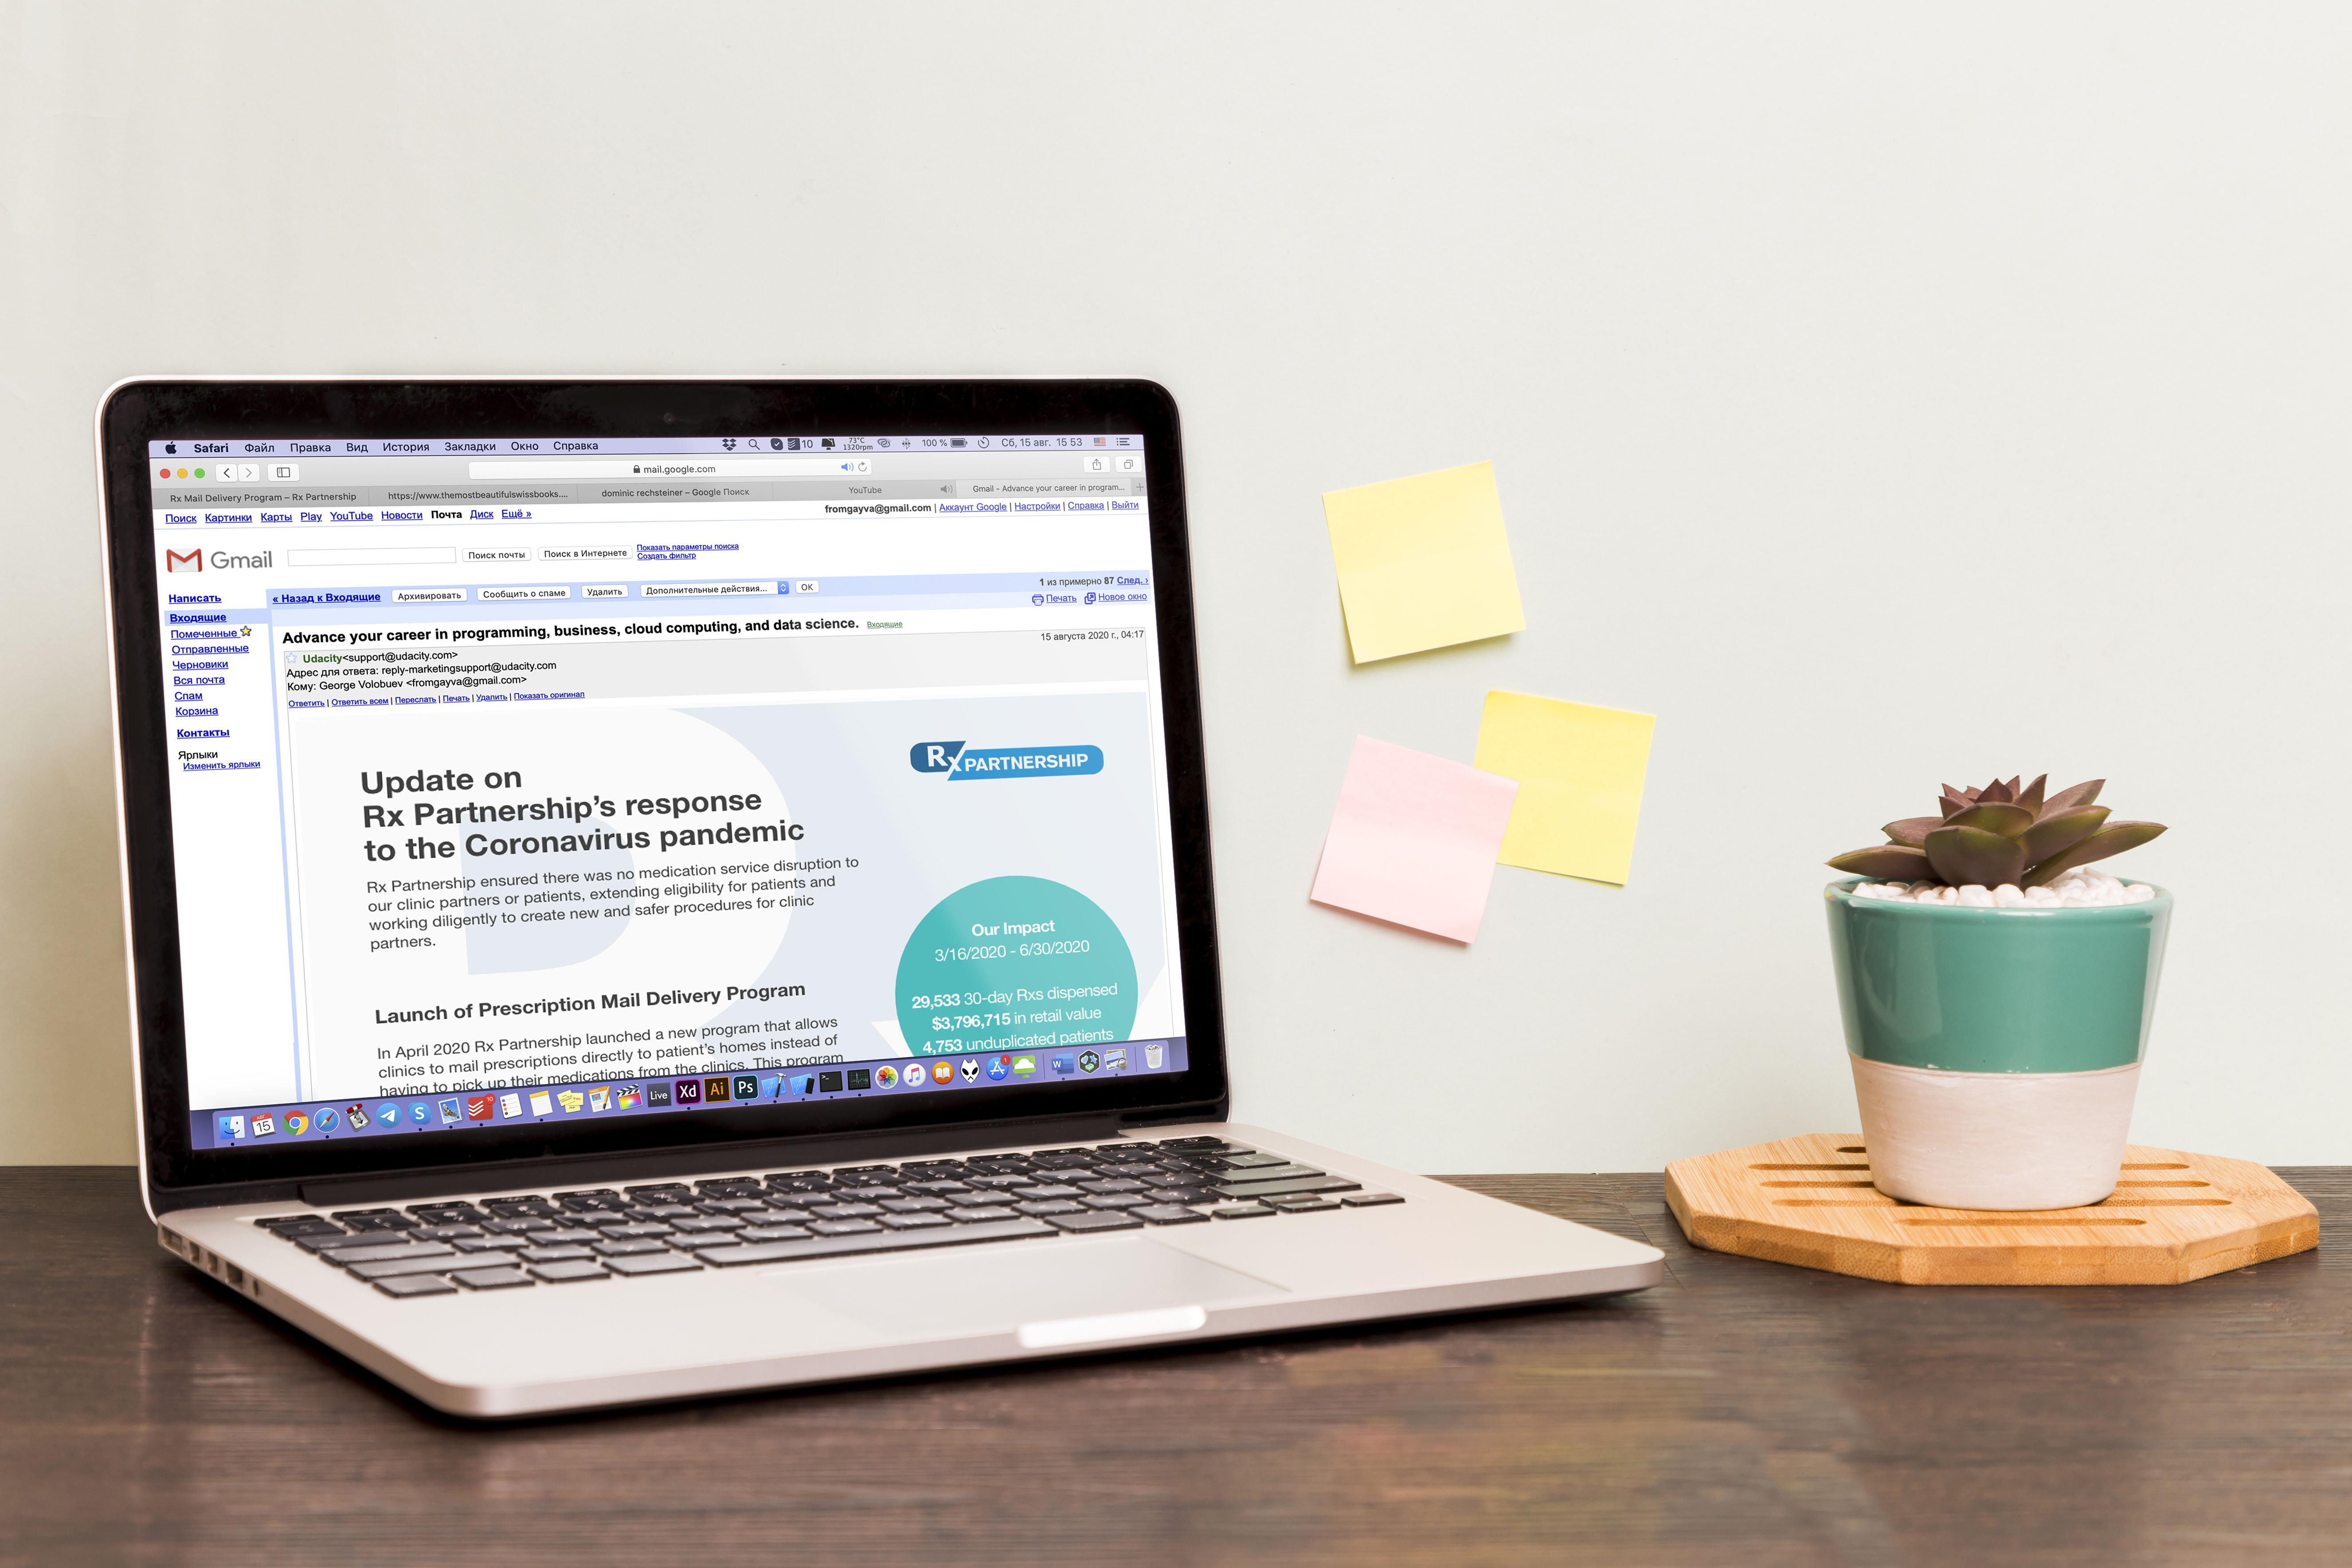 Safari Файл Правка Вид История Закладки Окно Справка
10 73°C 1320rpm 100 % Сб, 15 авг. 15 53
mail.google.com
Rx Mail Delivery Program – Rx Partnership
https://www.themostbeautifulswissbooks....
dominic rechsteiner – Google Поиск
YouTube
Gmail - Advance your career in program...
Поиск Картинки Карты Play YouTube Новости Почта Диск Ещё »
fromgayva@gmail.com | Аккаунт Google | Настройки | Справка | Выйти
Gmail
Поиск почты Поиск в Интернете
Показать параметры поиска
Создать фильтр
Написать
Входящие
Помеченные
Отправленные
Черновики
Вся почта
Спам
Корзина
Контакты
Ярлыки
Изменить ярлыки
« Назад к Входящие Архивировать Сообщить о спаме Удалить Дополнительные действия... ОК
1 из примерно 87 След. ›
Печать Новое окно
Advance your career in programming, business, cloud computing, and data science. Входящие
Udacity<support@udacity.com>
15 августа 2020 г., 04:17
Адрес для ответа: reply-marketingsupport@udacity.com
Кому: George Volobuev <fromgayva@gmail.com>
Ответить | Ответить всем | Переслать | Печать | Удалить | Показать оригинал
Rx PARTNERSHIP
Update on
Rx Partnership’s response
to the Coronavirus pandemic
Rx Partnership ensured there was no medication service disruption to
our clinic partners or patients, extending eligibility for patients and
working diligently to create new and safer procedures for clinic
partners.
Launch of Prescription Mail Delivery Program
In April 2020 Rx Partnership launched a new program that allows
clinics to mail prescriptions directly to patient’s homes instead of
having to pick up their medications from the clinics. This program
Our Impact
3/16/2020 - 6/30/2020
29,533 30-day Rxs dispensed
$3,796,715 in retail value
4,753 unduplicated patients
15 S 10 Live Xd Ai Ps 1 W